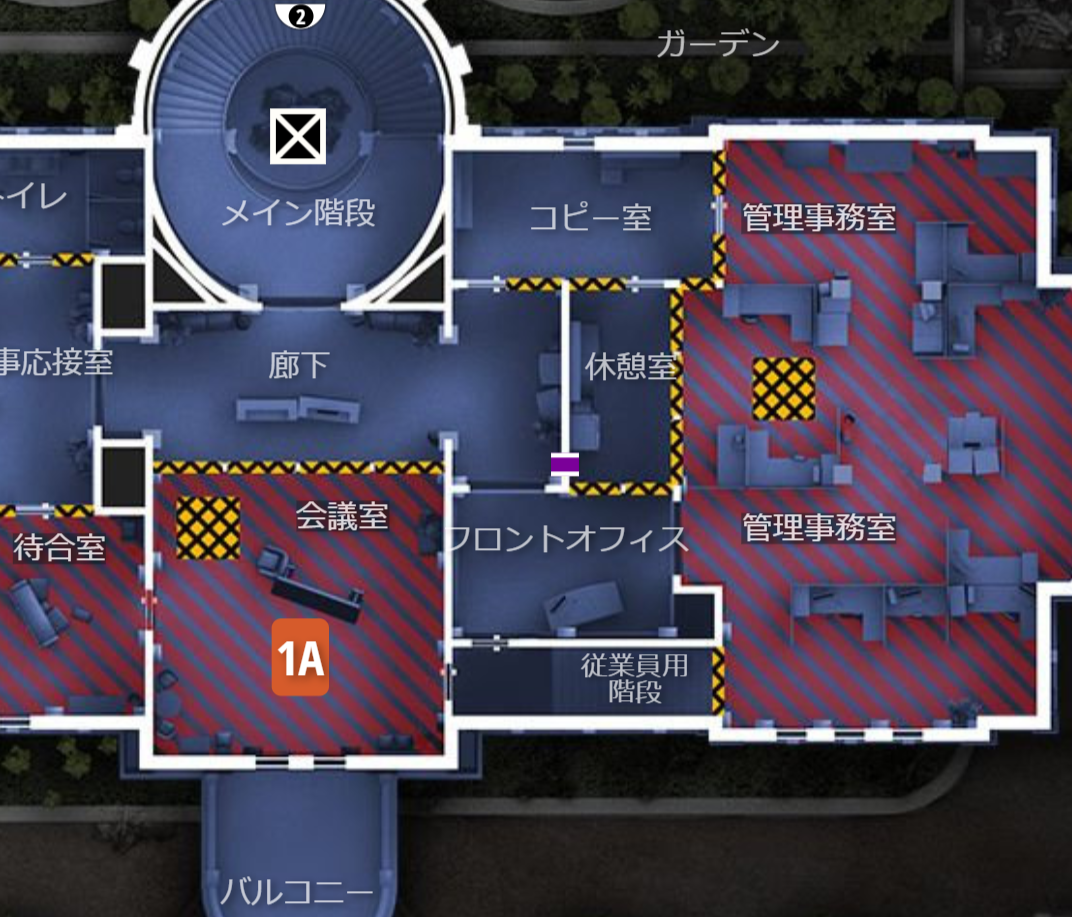 2
ガーデン
イレ
メイン階段
コピー室
管理事務室
事応接室
廊下
休憩室
会議室
フロントオフィス
管理事務室
待合室
1A
従業員用
階段
バルコニー